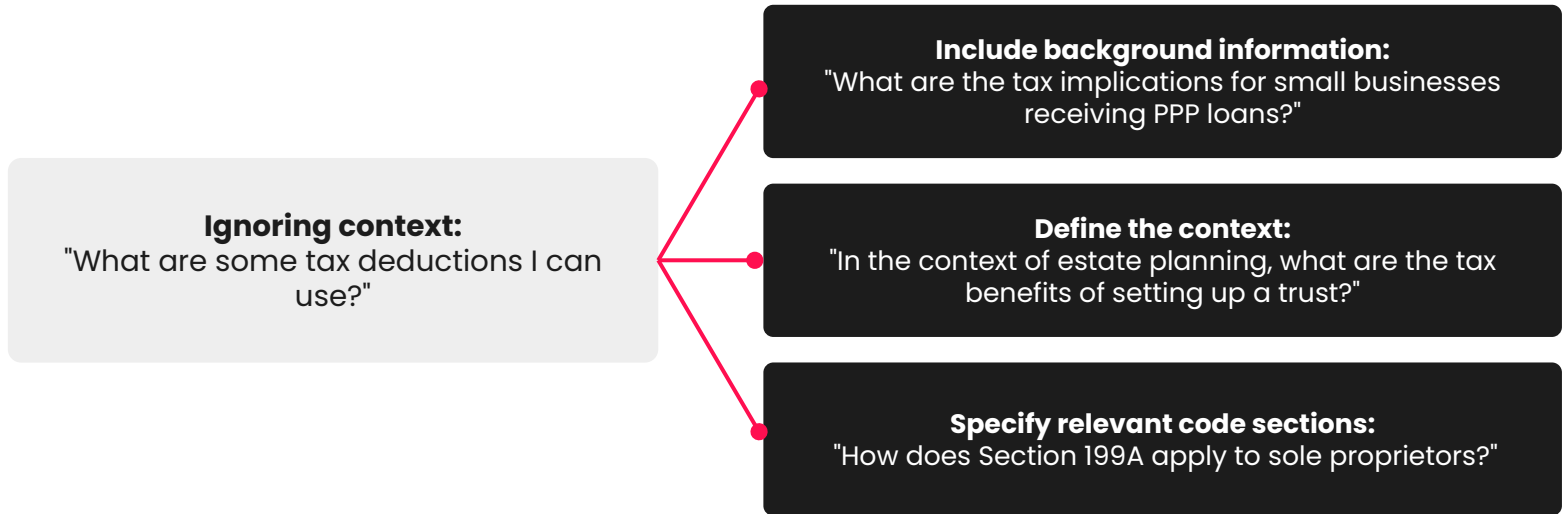 Ignoring context:
"What are some tax deductions I can
use?"
Include background information:
"What are the tax implications for small businesses
receiving PPP loans?"
Define the context:
"In the context of estate planning, what are the tax
benefits of setting up a trust?"
Specify relevant code sections:
"How does Section 199A apply to sole proprietors?"